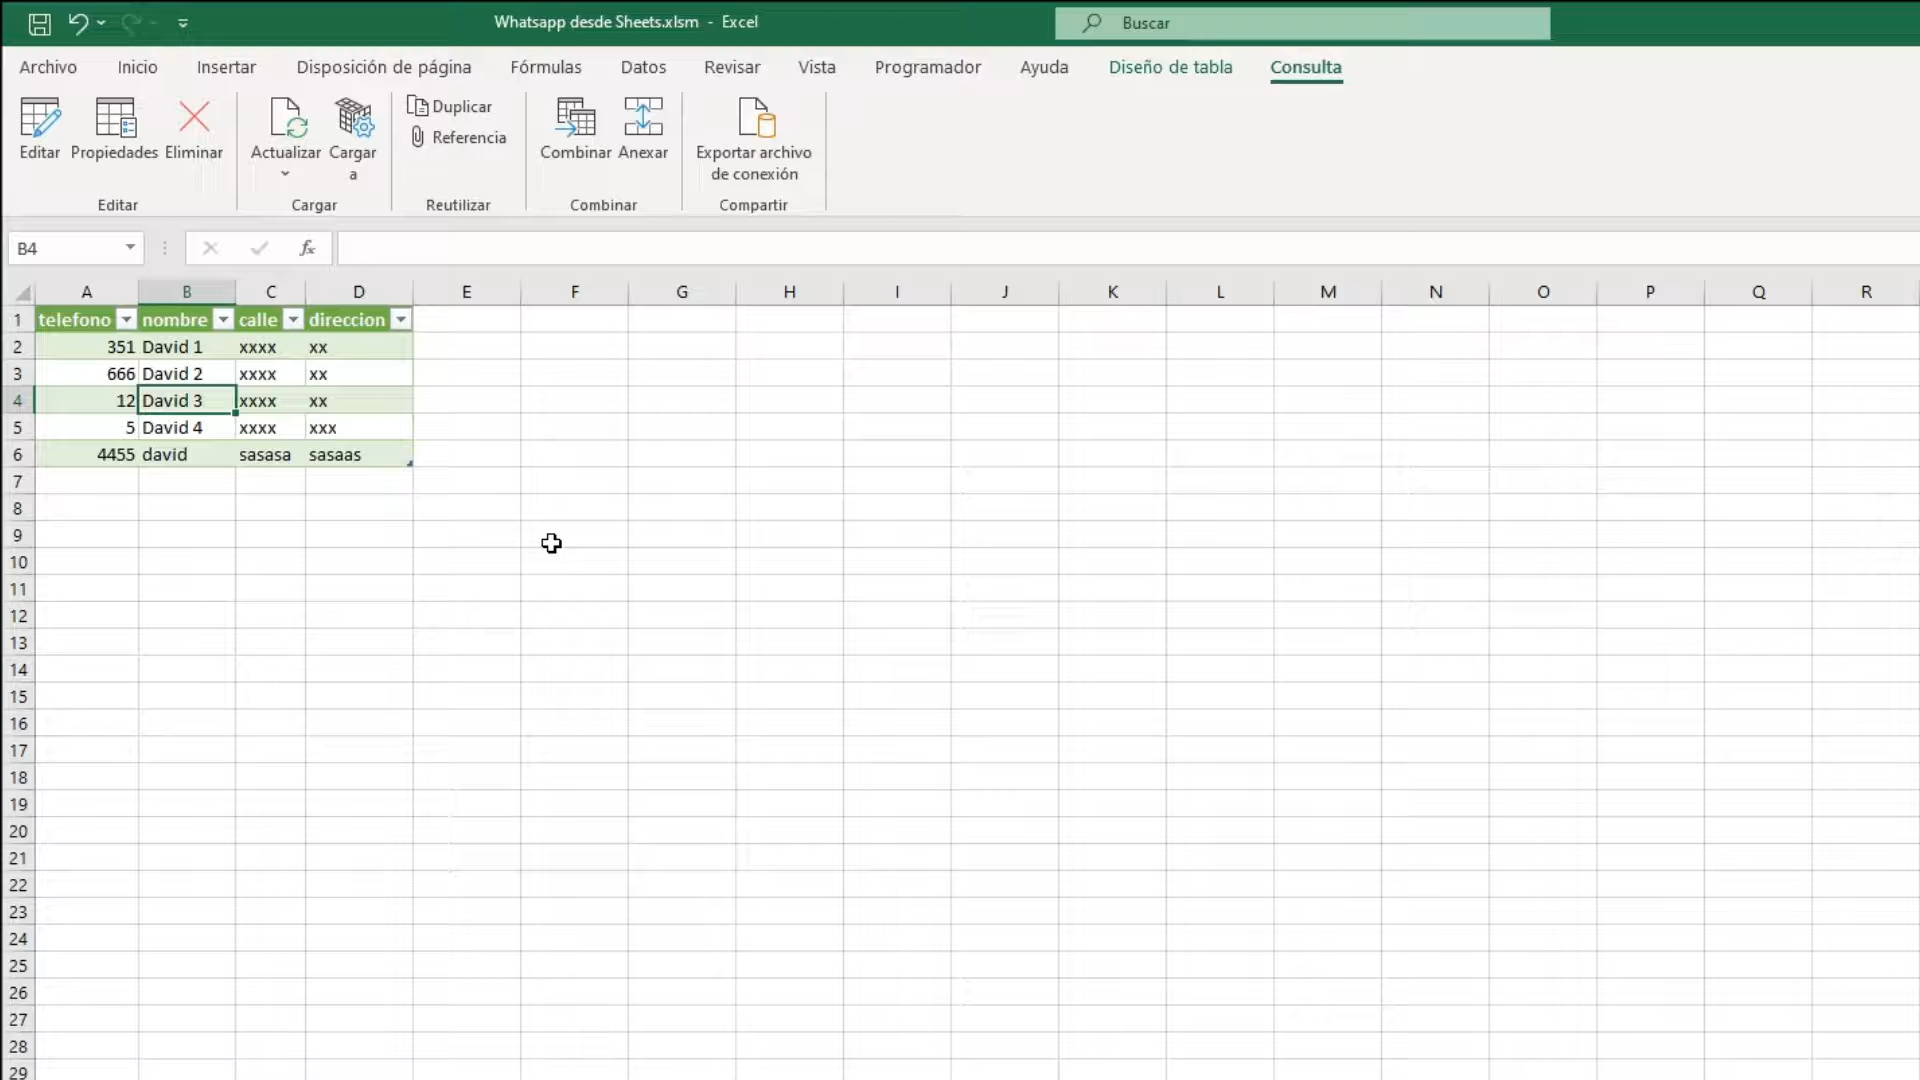 Whatsapp desde Sheets.xlsm - Excel
Buscar
Archivo Inicio Insertar Disposición de página Fórmulas Datos Revisar Vista Programador Ayuda Diseño de tabla Consulta
Editar Propiedades Eliminar Actualizar Cargar a Duplicar Referencia Combinar Anexar Exportar archivo de conexión
Editar Cargar Reutilizar Combinar Compartir
B4 fx
A B C D E F G H I J K L M N O P Q R
1 telefono nombre calle direccion
2 351 David 1 xxxx xx
3 666 David 2 xxxx xx
4 12 David 3 xxxx xx
5 5 David 4 xxxx xxx
6 4455 david sasasa sasaas
7
8
9
10
11
12
13
14
15
16
17
18
19
20
21
22
23
24
25
26
27
28
29